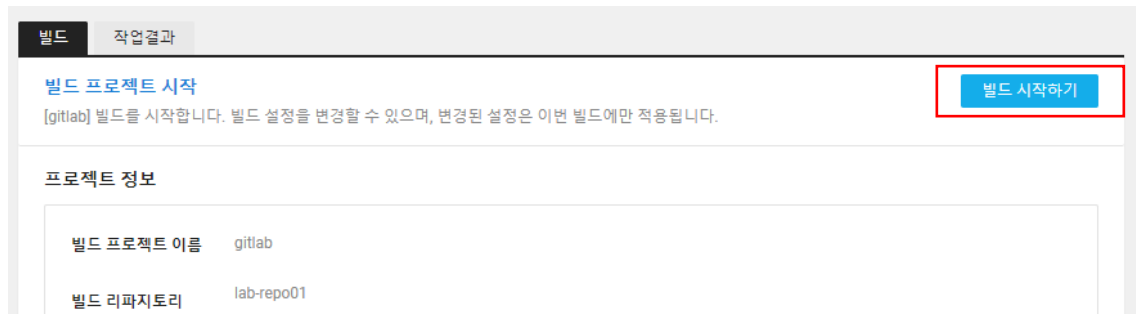 빌드 작업결과
빌드 프로젝트 시작
빌드 시작하기
[gitlab] 빌드를 시작합니다. 빌드 설정을 변경할 수 있으며, 변경된 설정은 이번 빌드에만 적용됩니다.
프로젝트 정보
빌드 프로젝트 이름 gitlab
빌드 리파지토리 lab-repo01